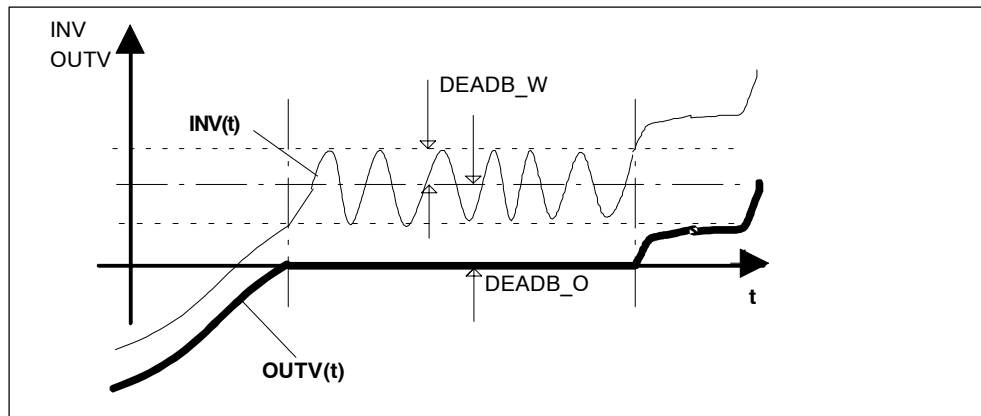 INV
OUTV
DEADB_W
INV(t)
DEADB_O
t
OUTV(t)